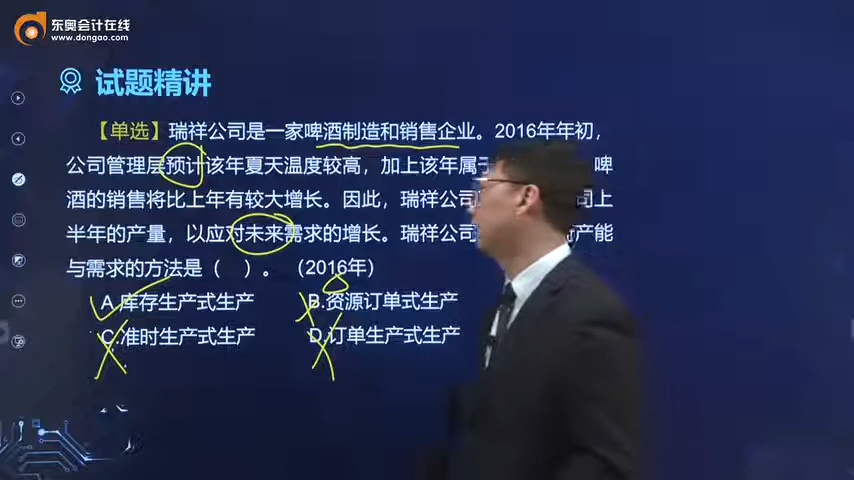 东奥会计在线
www.dongao.com
试题精讲
【单选】瑞祥公司是一家啤酒制造和销售企业。2016年年初，
公司管理层预计该年夏天温度较高，加上该年属于 啤
酒的销售将比上年有较大增长。因此，瑞祥公司 司上
半年的产量，以应对未来需求的增长。瑞祥公司 产能
与需求的方法是（ ）。（2016年）
A.库存生产式生产 B.资源订单式生产
C.准时生产式生产 D.订单生产式生产